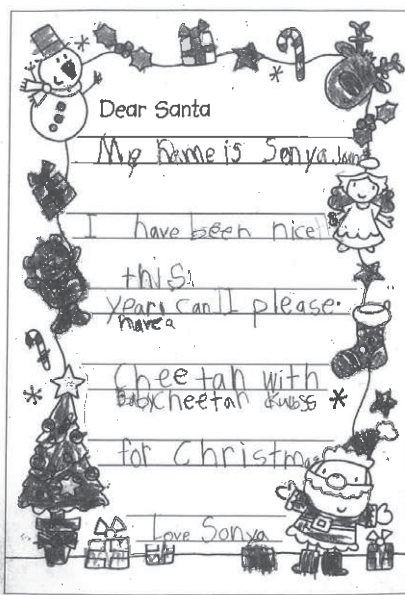 Dear Santa
My name is Sonya.
I have been nice
this
year, can I please
have a
Cheetah with
Baby Cheetah
for Christmas
Love Sonya